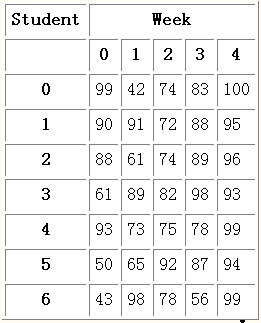 Student Week
0 1 2 3 4
0 99 42 74 83 100
1 90 91 72 88 95
2 88 61 74 89 96
3 61 89 82 98 93
4 93 73 75 78 99
5 50 65 92 87 94
6 43 98 78 56 99